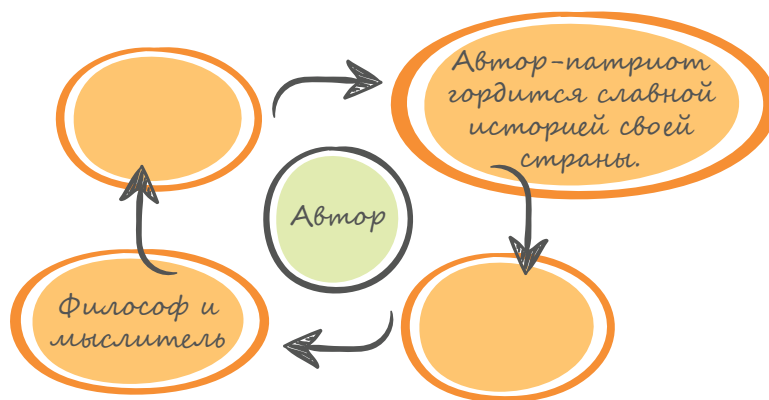 Автор-патриот
гордится славной
историей своей
страны.
Автор
Философ и
мыслитель